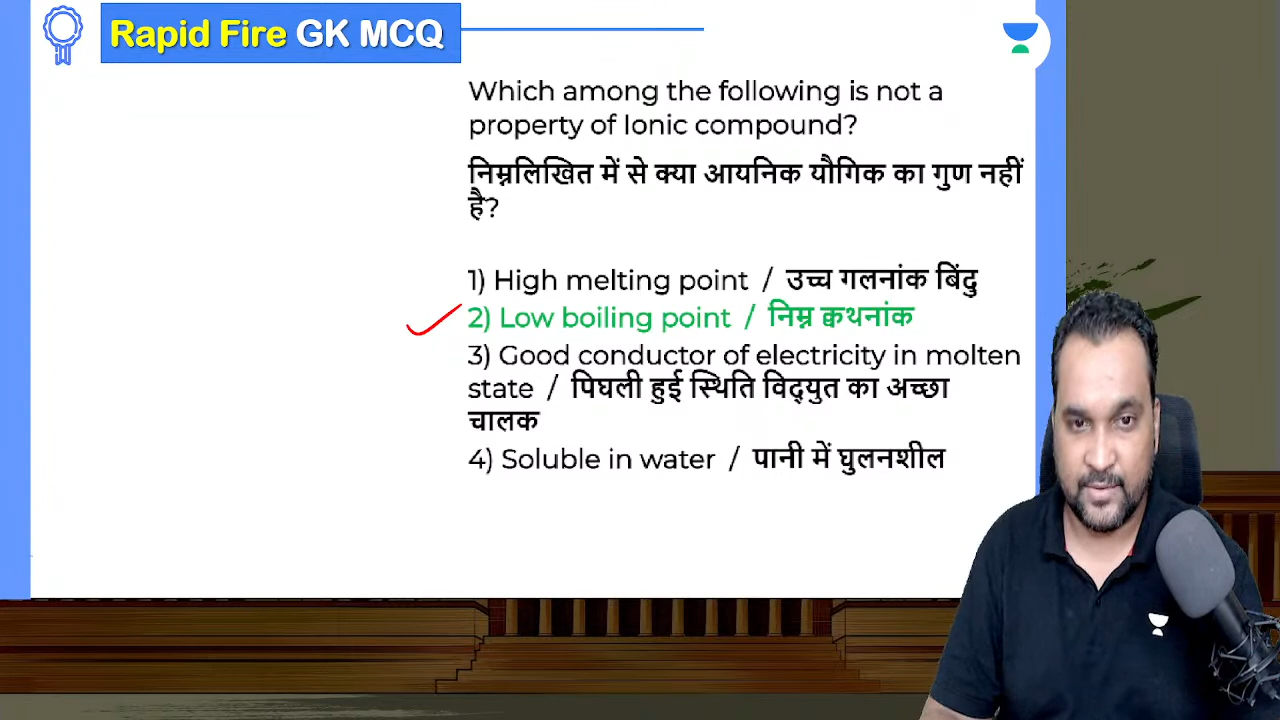 Rapid Fire GK MCQ
Which among the following is not a
property of Ionic compound?
निम्नलिखित में से क्या आयनिक यौगिक का गुण नहीं
है?
1) High melting point / उच्च गलनांक बिंदु
2) Low boiling point / निम्न क्वथनांक
3) Good conductor of electricity in molten
state / पिघली हुई स्थिति विद्युत का अच्छा
चालक
4) Soluble in water / पानी में घुलनशील